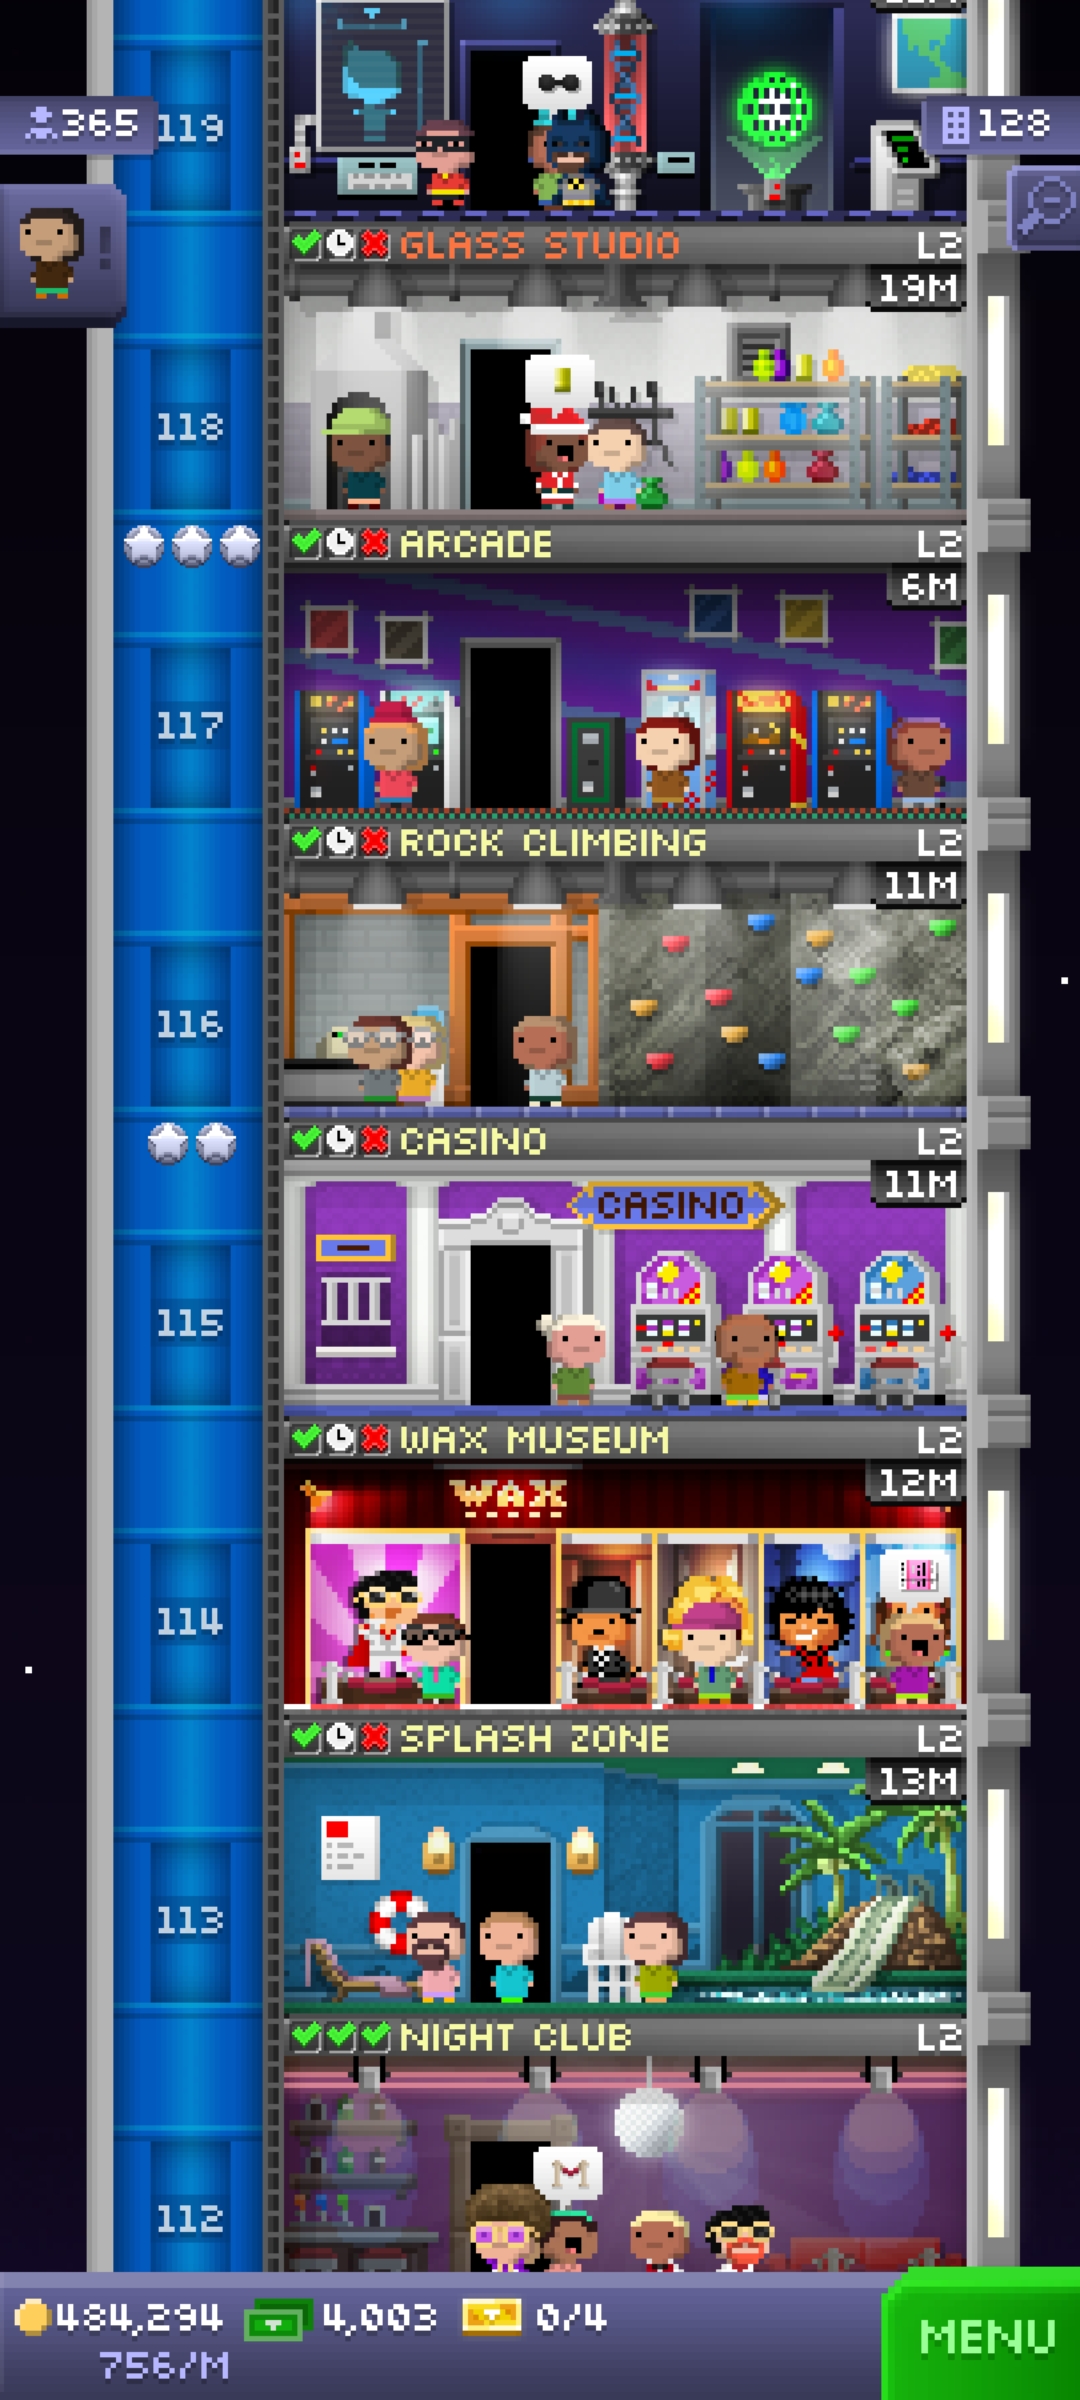 365
119
128
GLASS STUDIO L2
19M
118
ARCADE L2
6M
117
ROCK CLIMBING L2
11M
116
CASINO L2
11M
CASINO
115
WAX MUSEUM L2
12M
WAX
114
SPLASH ZONE L2
13M
113
NIGHT CLUB L2
112
484,294 4,003 0/4
756/M
MENU